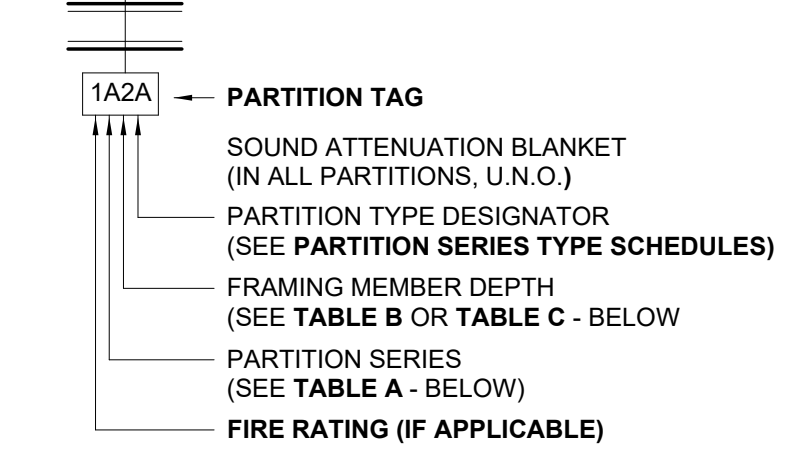 1A2A
PARTITION TAG
SOUND ATTENUATION BLANKET
(IN ALL PARTITIONS, U.N.O.)
PARTITION TYPE DESIGNATOR
(SEE PARTITION SERIES TYPE SCHEDULES)
FRAMING MEMBER DEPTH
(SEE TABLE B OR TABLE C - BELOW
PARTITION SERIES
(SEE TABLE A - BELOW)
FIRE RATING (IF APPLICABLE)